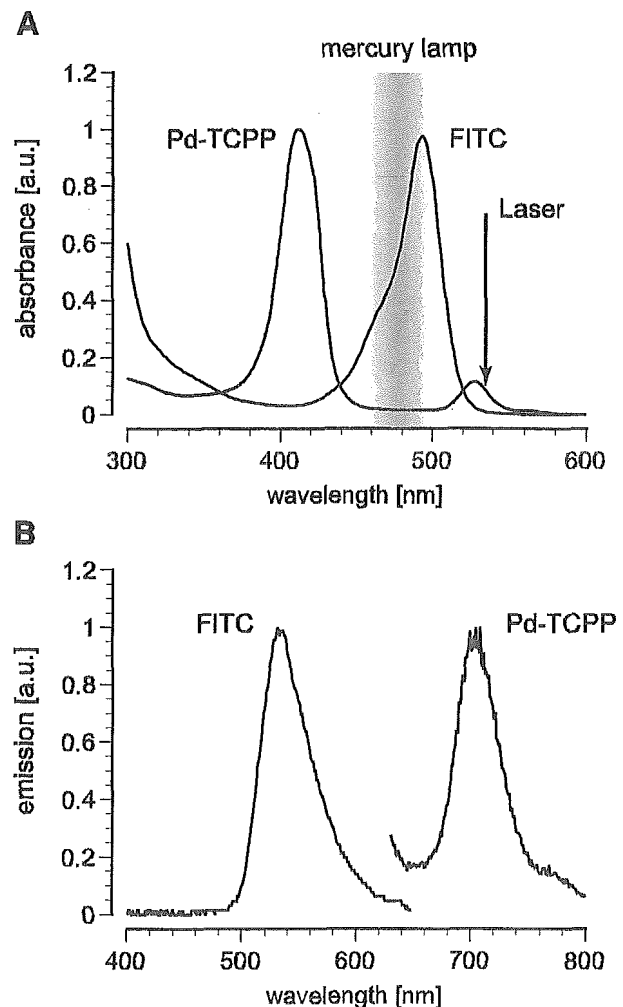 A
mercury lamp
Pd-TCPP
FITC
Laser
absorbance [a.u.]
1.2
1
0.8
0.6
0.4
0.2
0
300
400
500
600
wavelength [nm]
B
FITC
Pd-TCPP
emission [a.u.]
1.2
1
0.8
0.6
0.4
0.2
0
400
500
600
700
800
wavelength [nm]